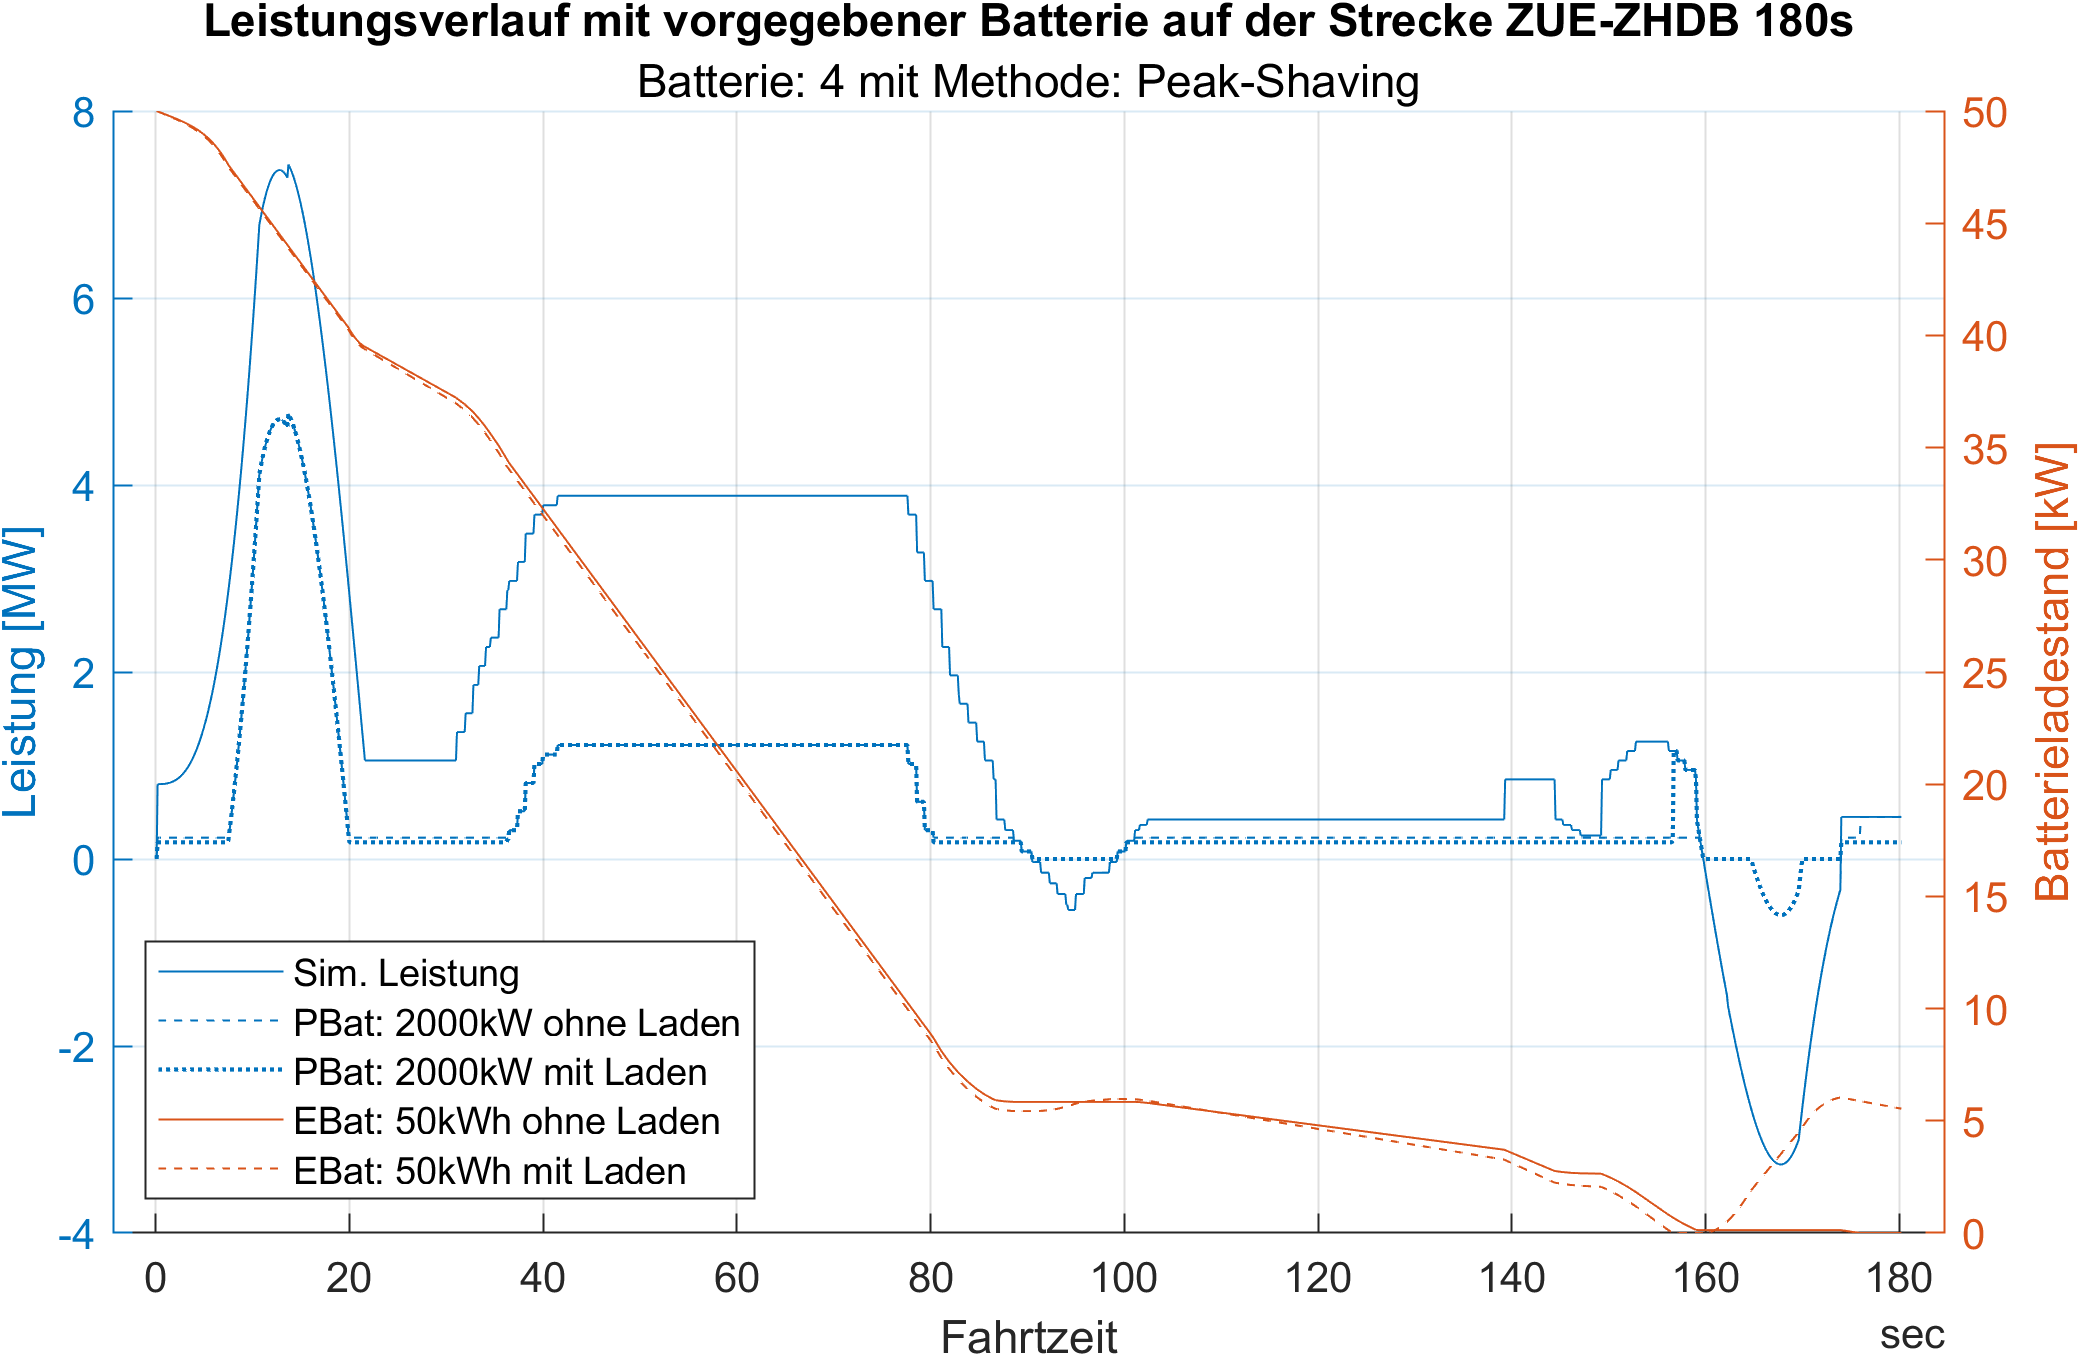 Leistungsverlauf mit vorgegebener Batterie auf der Strecke ZUE-ZHDB 180s
Batterie: 4 mit Methode: Peak-Shaving
8
6
4
2
0
-2
-4
Leistung [MW]
50
45
40
35
30
25
20
15
10
5
0
Batterieladestand [kW]
Sim. Leistung
PBat: 2000kW ohne Laden
PBat: 2000kW mit Laden
EBat: 50kWh ohne Laden
EBat: 50kWh mit Laden
0 20 40 60 80 100 120 140 160 180
Fahrtzeit
sec